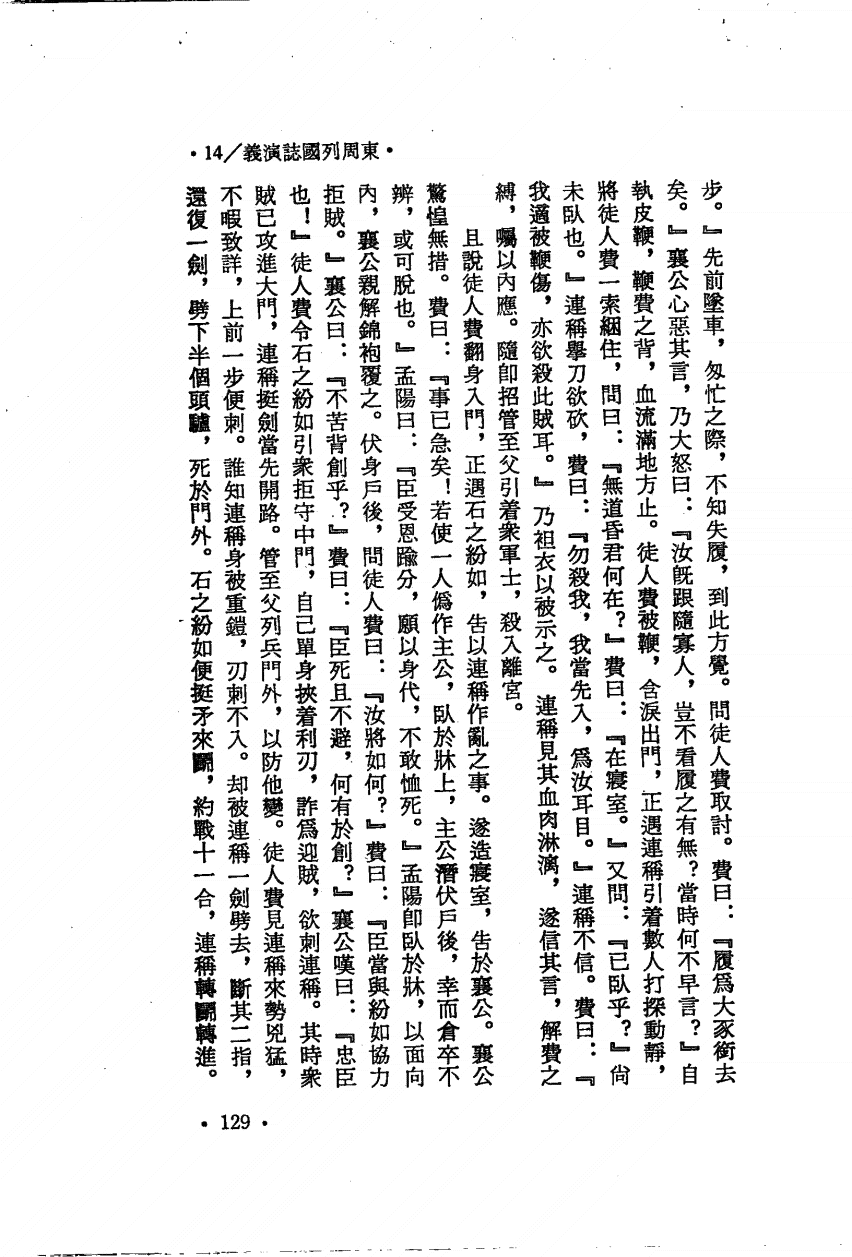 •東周列國誌演義/14•
步。』先前墜車，匆忙之際，不知失履，到此方覺。問徒人費取討。費曰：『履爲大豕銜去
矣。』襄公心惡其言，乃大怒曰：『汝旣跟隨寡人，豈不看履之有無？當時何不早言？』自
執皮鞭，鞭費之背，血流滿地方止。徒人費被鞭，含淚出門，正遇連稱引着數人打探動靜，
將徒人費一索綑住，問曰：『無道昏君何在？』費曰：『在寢室。』又問：『已臥乎？』尙
未臥也。』連稱舉刀欲砍，費曰：『勿殺我，我當先入，爲汝耳目。』連稱不信。費曰：『
我適被鞭傷，亦欲殺此賊耳。』乃袒衣以被示之。連稱見其血肉淋漓，遂信其言，解費之
縛，囑以內應。隨卽招管至父引着衆軍士，殺入離宮。
且說徒人費翻身入門，正遇石之紛如，告以連稱作亂之事。遂造寢室，告於襄公。襄公
驚惶無措。費曰：『事已急矣！若使一人僞作主公，臥於牀上，主公潛伏戶後，幸而倉卒不
辨，或可脫也。』孟陽曰：『臣受恩踰分，願以身代，不敢恤死。』孟陽卽臥於牀，以面向
內，襄公親解錦袍覆之。伏身戶後，問徒人費曰：『汝將如何？』費曰：『臣當與紛如協力
拒賊。』襄公曰：『不苦背創乎？』費曰：『臣死且不避，何有於創？』襄公嘆曰：『忠臣
也！』徒人費令石之紛如引衆拒守中門，自己單身挾着利刃，詐爲迎賊，欲刺連稱。其時衆
賊已攻進大門，連稱挺劍當先開路。管至父列兵門外，以防他變。徒人費見連稱來勢兇猛，
不暇致詳，上前一步便刺。誰知連稱身被重鎧，刃刺不入。却被連稱一劍劈去，斷其二指，
還復一劍，劈下半個頭驢，死於門外。石之紛如便挺矛來鬬，約戰十一合，連稱轉鬬轉進。
•129•